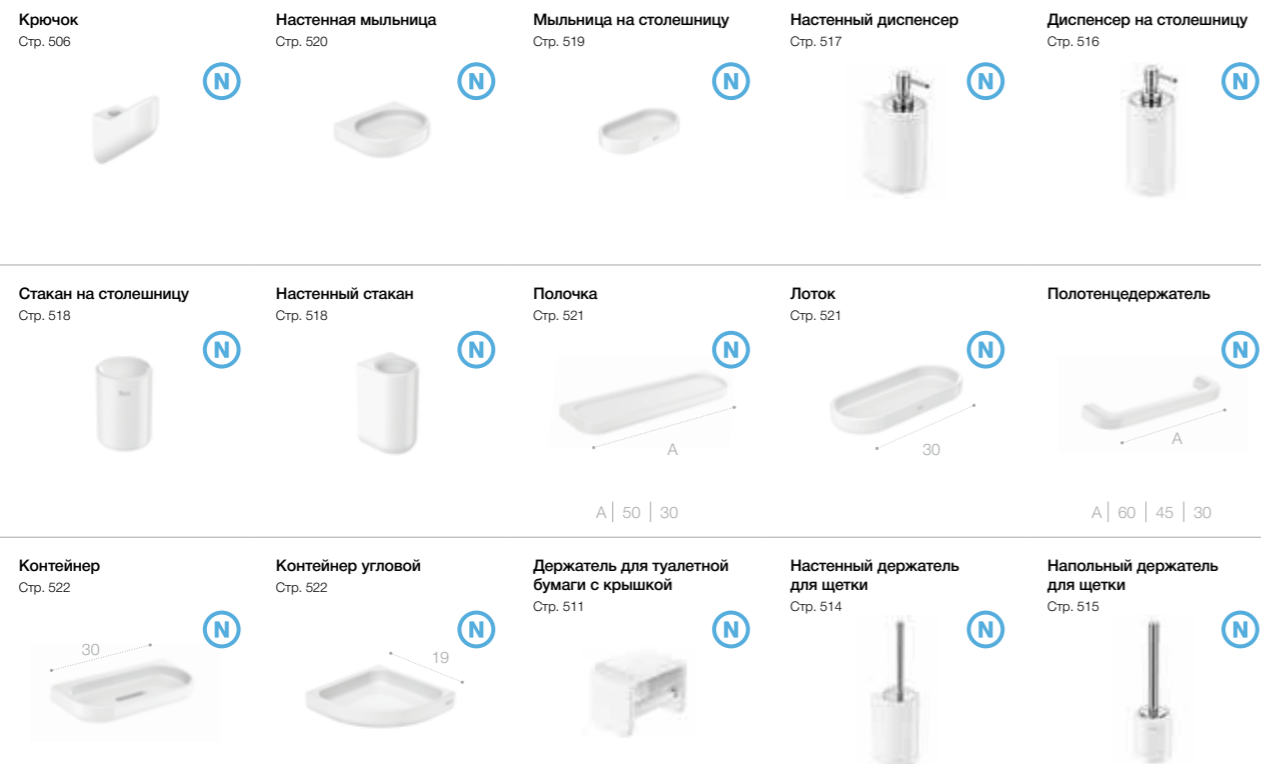 Крючок
Стр. 506
N
Настенная мыльница
Стр. 520
N
Мыльница на столешницу
Стр. 519
N
Настенный диспенсер
Стр. 517
N
Диспенсер на столешницу
Стр. 516
N
Стакан на столешницу
Стр. 518
N
Настенный стакан
Стр. 518
N
Полочка
Стр. 521
N
A
A | 50 | 30
Лоток
Стр. 521
N
30
Полотенцедержатель
N
A
A | 60 | 45 | 30
Контейнер
Стр. 522
N
30
Контейнер угловой
Стр. 522
N
19
Держатель для туалетной
бумаги с крышкой
Стр. 511
N
Настенный держатель
для щетки
Стр. 514
N
Напольный держатель
для щетки
Стр. 515
N